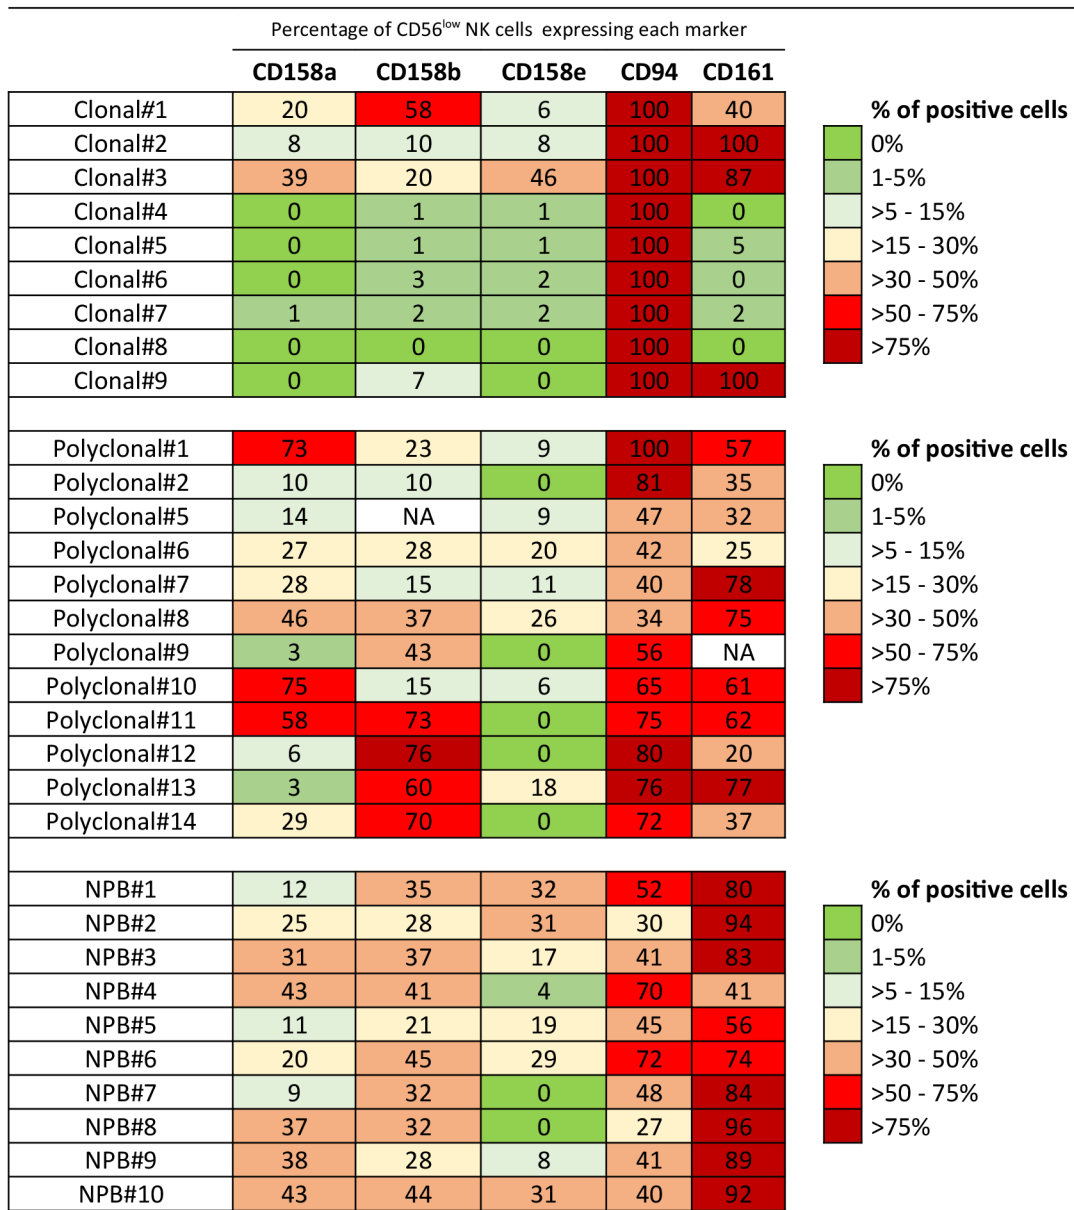 Percentage of CD56low NK cells expressing each marker
CD158a CD158b CD158e CD94 CD161
Clonal#1 20 58 6 100 40 % of positive cells
Clonal#2 8 10 8 100 100 0%
Clonal#3 39 20 46 100 87 1-5%
Clonal#4 0 1 1 100 0 >5 - 15%
Clonal#5 0 1 1 100 5 >15 - 30%
Clonal#6 0 3 2 100 0 >30 - 50%
Clonal#7 1 2 2 100 2 >50 - 75%
Clonal#8 0 0 0 100 0 >75%
Clonal#9 0 7 0 100 100
Polyclonal#1 73 23 9 100 57 % of positive cells
Polyclonal#2 10 10 0 81 35 0%
Polyclonal#5 14 NA 9 47 32 1-5%
Polyclonal#6 27 28 20 42 25 >5 - 15%
Polyclonal#7 28 15 11 40 78 >15 - 30%
Polyclonal#8 46 37 26 34 75 >30 - 50%
Polyclonal#9 3 43 0 56 NA >50 - 75%
Polyclonal#10 75 15 6 65 61 >75%
Polyclonal#11 58 73 0 75 62
Polyclonal#12 6 76 0 80 20
Polyclonal#13 3 60 18 76 77
Polyclonal#14 29 70 0 72 37
NPB#1 12 35 32 52 80 % of positive cells
NPB#2 25 28 31 30 94 0%
NPB#3 31 37 17 41 83 1-5%
NPB#4 43 41 4 70 41 >5 - 15%
NPB#5 11 21 19 45 56 >15 - 30%
NPB#6 20 45 29 72 74 >30 - 50%
NPB#7 9 32 0 48 84 >50 - 75%
NPB#8 37 32 0 27 96 >75%
NPB#9 38 28 8 41 89
NPB#10 43 44 31 40 92